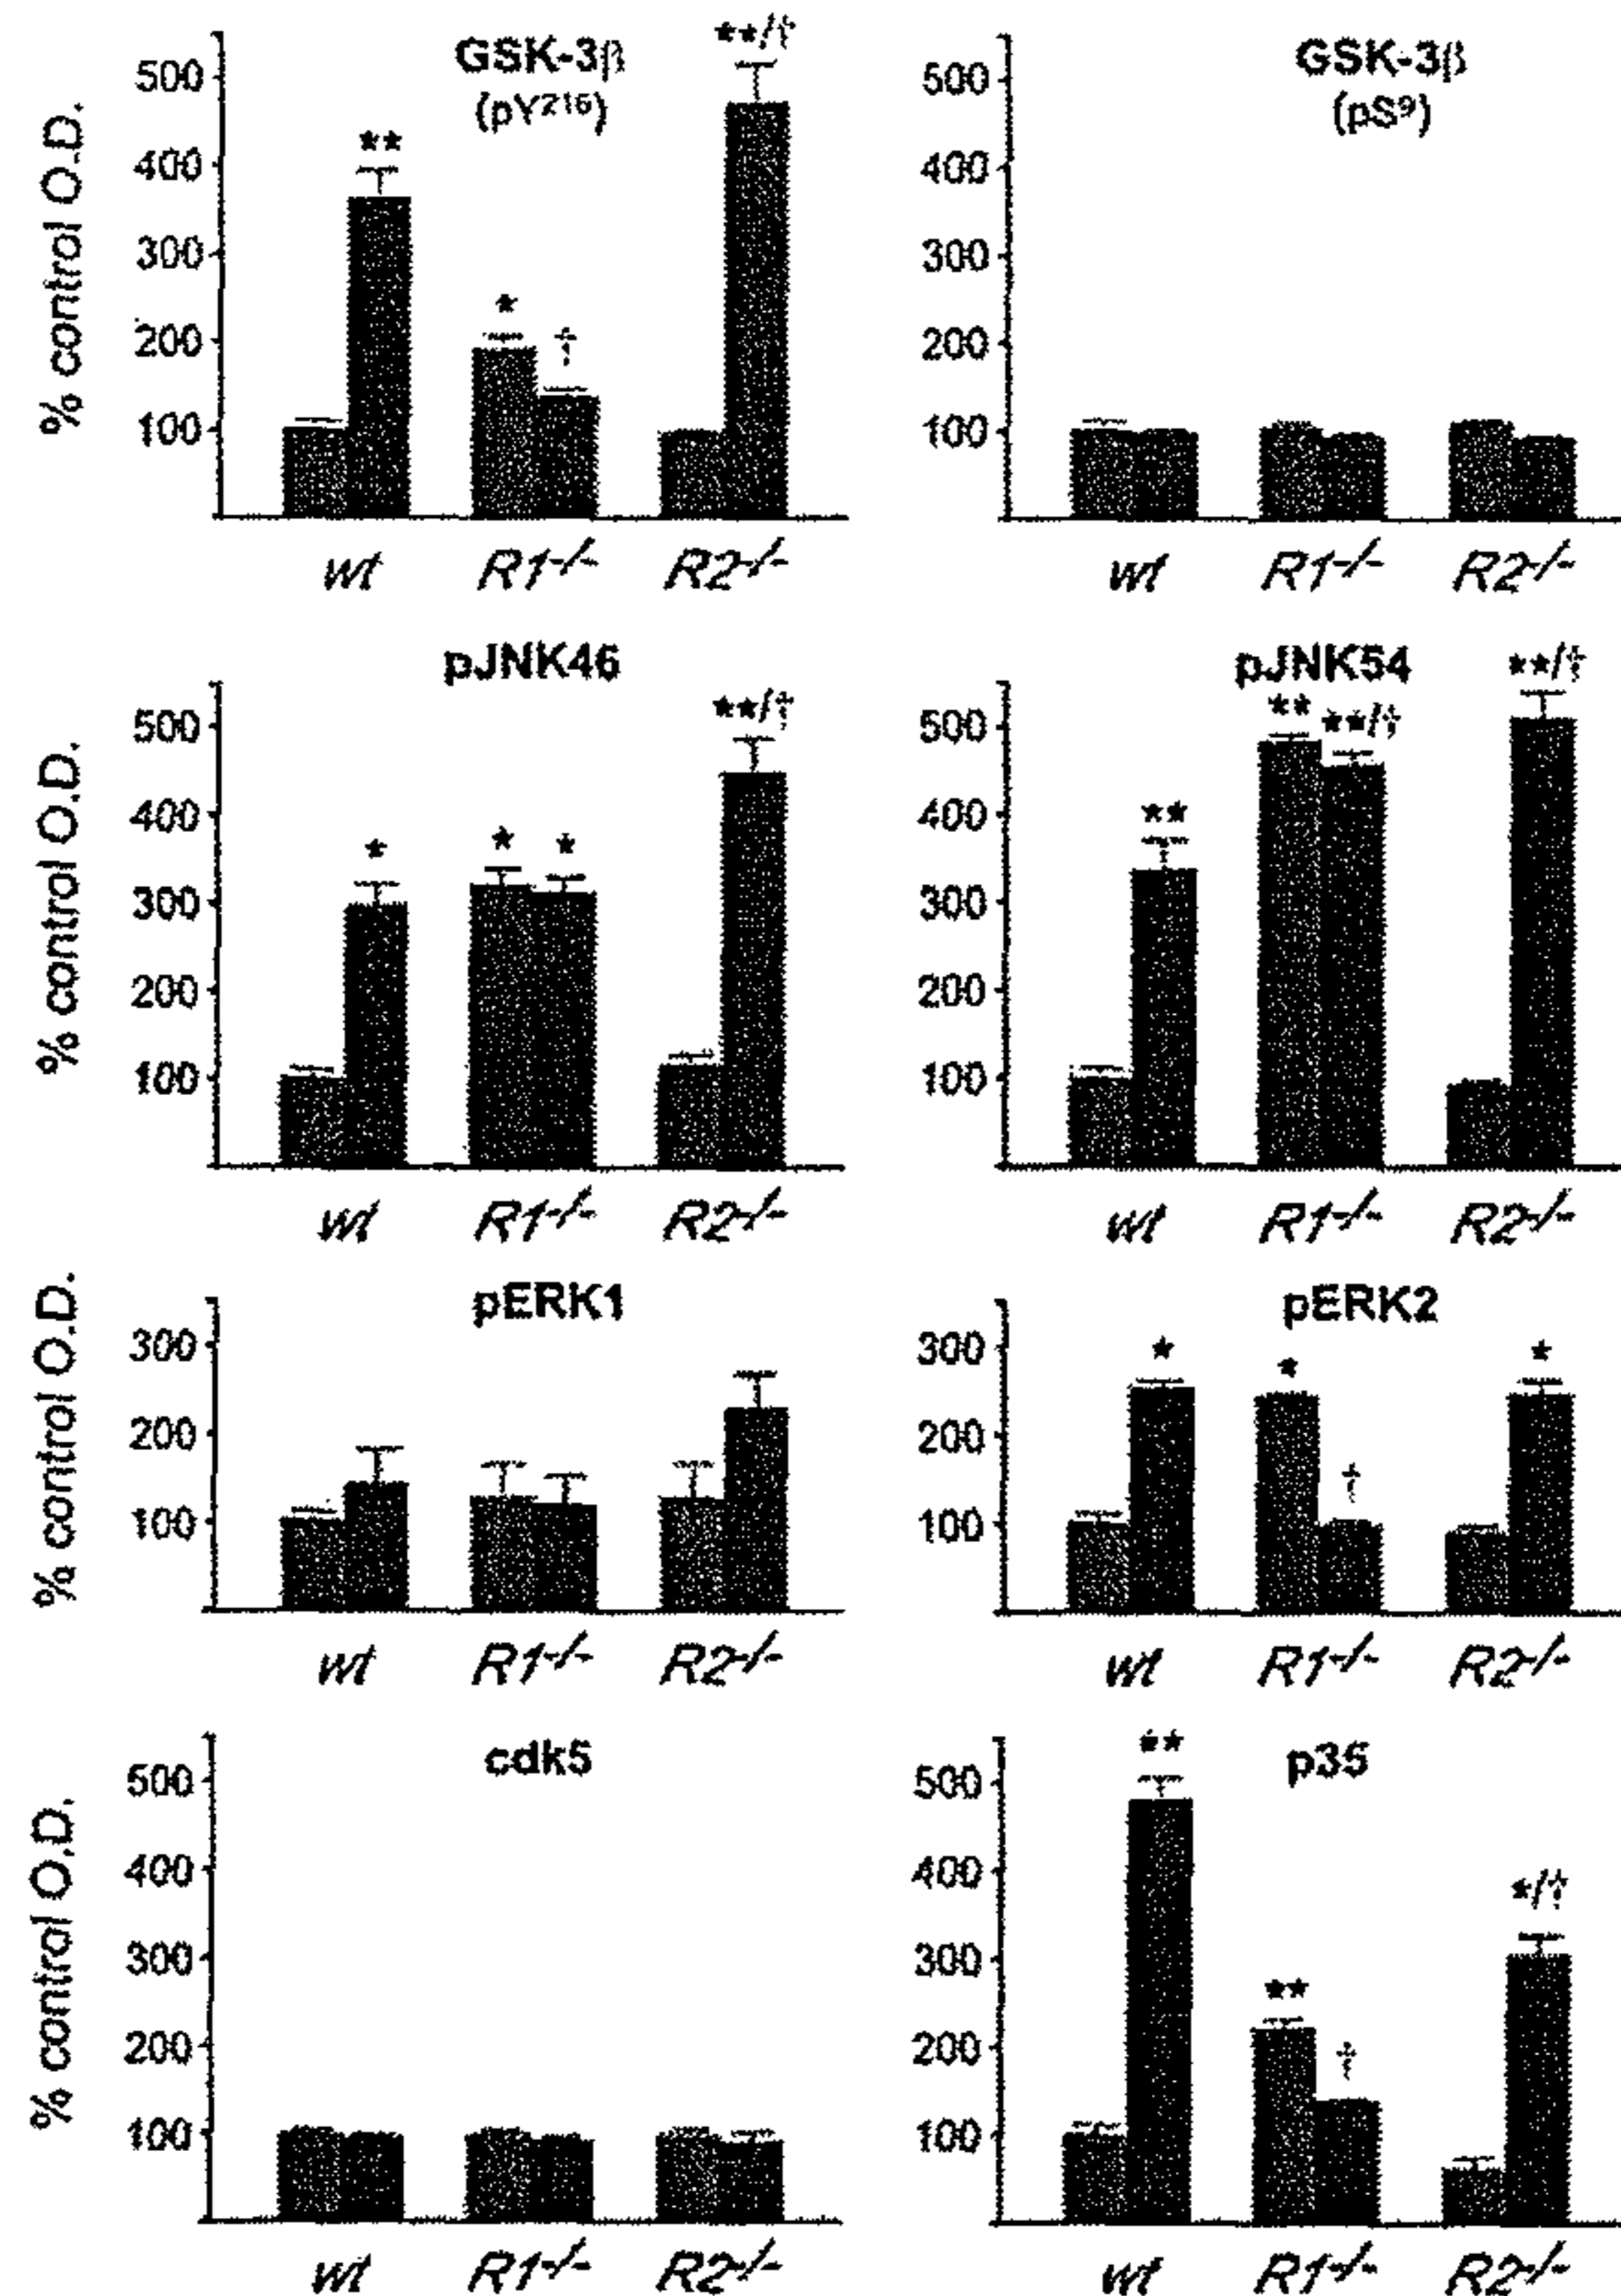 GSK-3β
(pY²¹⁶)
**/†
**
*
†
% control O.D.
500
400
300
200
100
wt R1-/- R2-/-
GSK-3β
(pS⁹)
500
400
300
200
100
wt R1-/- R2-/-
pJNK46
**/†
*
*
*
% control O.D.
500
400
300
200
100
wt R1-/- R2-/-
pJNK54
**/†
**
**/†
**
500
400
300
200
100
wt R1-/- R2-/-
pERK1
% control O.D.
300
200
100
wt R1-/- R2-/-
pERK2
*
*
†
*
300
200
100
wt R1-/- R2-/-
cdk5
% control O.D.
500
400
300
200
100
wt R1-/- R2-/-
p35
**
**
†
*/†
500
400
300
200
100
wt R1-/- R2-/-